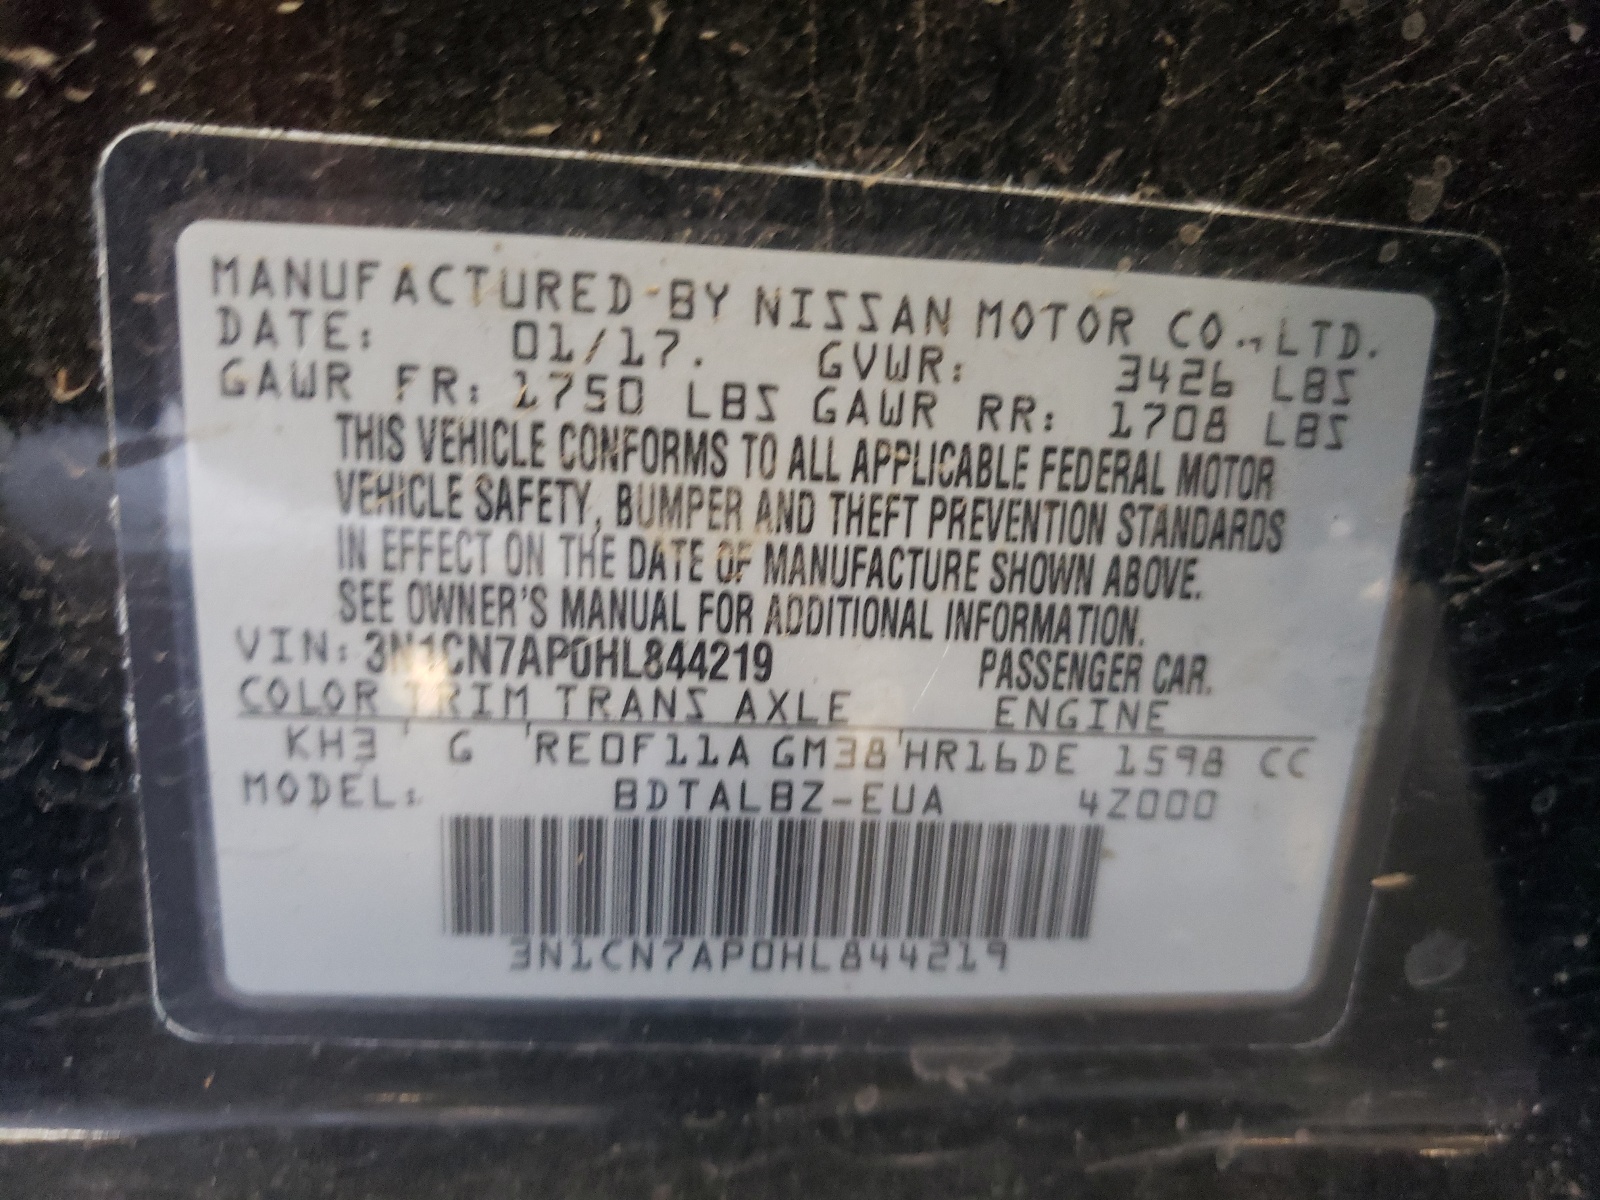 MANUFACTURED BY NISSAN MOTOR CO., LTD.
DATE: 01/17. GVWR: 3426 LBS
GAWR FR: 1750 LBS GAWR RR: 1708 LBS
THIS VEHICLE CONFORMS TO ALL APPLICABLE FEDERAL MOTOR
VEHICLE SAFETY, BUMPER AND THEFT PREVENTION STANDARDS
IN EFFECT ON THE DATE OF MANUFACTURE SHOWN ABOVE.
SEE OWNER'S MANUAL FOR ADDITIONAL INFORMATION.
VIN: 3N1CN7AP0HL844219 PASSENGER CAR.
COLOR TRIM TRANS AXLE ENGINE
KH3 ' G ' RE0F11A GM38 ' HR16DE 1598 CC
MODEL: BDTALBZ-EUA 4Z000
3N1CN7AP0HL844219